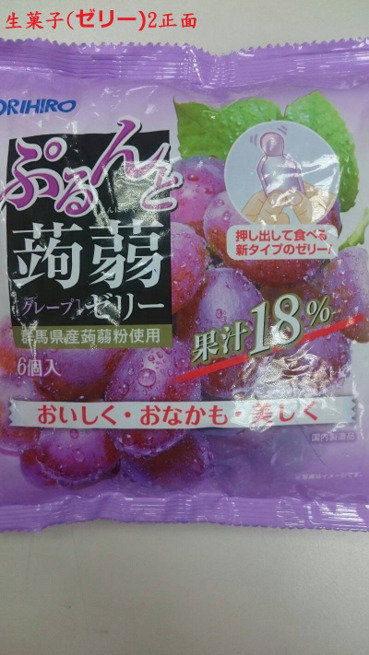 生菓子(ゼリー)2正面
ORIHIRO
ぷるんと
蒟蒻
グレープ ゼリー
群馬県産蒟蒻粉使用
6個入
押し出して食べる
新タイプのゼリー!
果汁18%
おいしく・おなかも・美しく
国内製造品